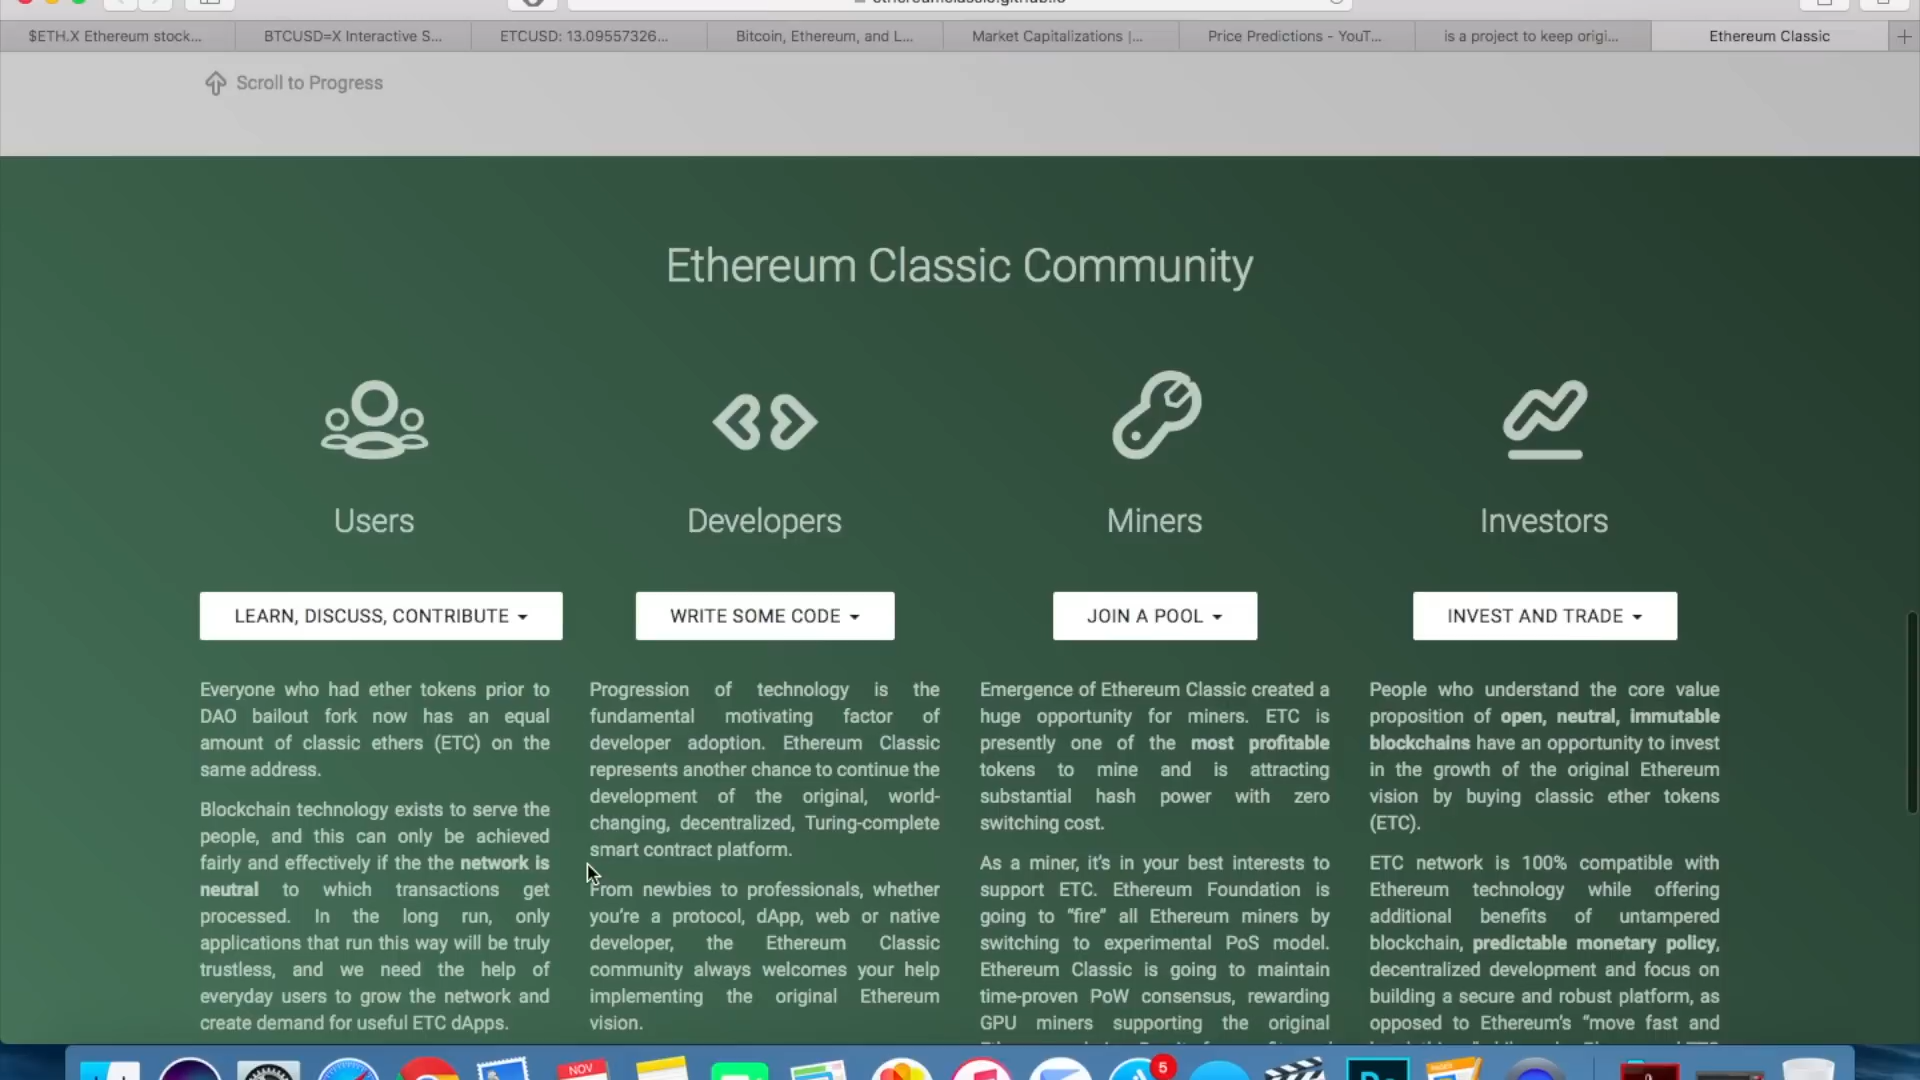 ethereumclassic.github.io
$ETH.X Ethereum stock...
BTCUSD=X Interactive S...
ETCUSD: 13.09557326...
Bitcoin, Ethereum, and L...
Market Capitalizations |...
Price Predictions - YouT...
is a project to keep origi...
Ethereum Classic
Scroll to Progress
Ethereum Classic Community
Users
LEARN, DISCUSS, CONTRIBUTE
Everyone who had ether tokens prior to
DAO bailout fork now has an equal
amount of classic ethers (ETC) on the
same address.
Blockchain technology exists to serve the
people, and this can only be achieved
fairly and effectively if the the network is
neutral to which transactions get
processed. In the long run, only
applications that run this way will be truly
trustless, and we need the help of
everyday users to grow the network and
create demand for useful ETC dApps.
Developers
WRITE SOME CODE
Progression of technology is the
fundamental motivating factor of
developer adoption. Ethereum Classic
represents another chance to continue the
development of the original, world-
changing, decentralized, Turing-complete
smart contract platform.
From newbies to professionals, whether
you're a protocol, dApp, web or native
developer, the Ethereum Classic
community always welcomes your help
implementing the original Ethereum
vision.
Miners
JOIN A POOL
Emergence of Ethereum Classic created a
huge opportunity for miners. ETC is
presently one of the most profitable
tokens to mine and is attracting
substantial hash power with zero
switching cost.
As a miner, it's in your best interests to
support ETC. Ethereum Foundation is
going to “fire” all Ethereum miners by
switching to experimental PoS model.
Ethereum Classic is going to maintain
time-proven PoW consensus, rewarding
GPU miners supporting the original
Investors
INVEST AND TRADE
People who understand the core value
proposition of open, neutral, immutable
blockchains have an opportunity to invest
in the growth of the original Ethereum
vision by buying classic ether tokens
(ETC).
ETC network is 100% compatible with
Ethereum technology while offering
additional benefits of untampered
blockchain, predictable monetary policy,
decentralized development and focus on
building a secure and robust platform, as
opposed to Ethereum's “move fast and
NOV
5